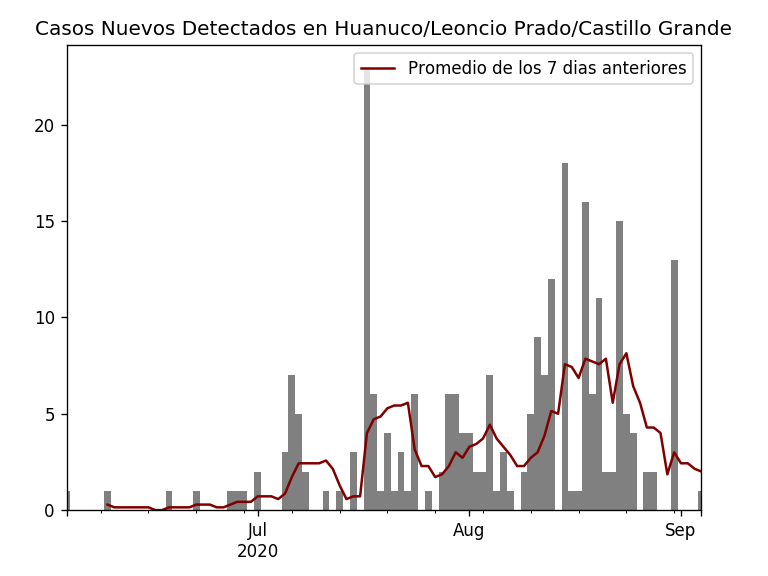 Casos Nuevos Detectados en Huanuco/Leoncio Prado/Castillo Grande
Promedio de los 7 dias anteriores
20
15
10
5
0
Jul
2020
Aug
Sep